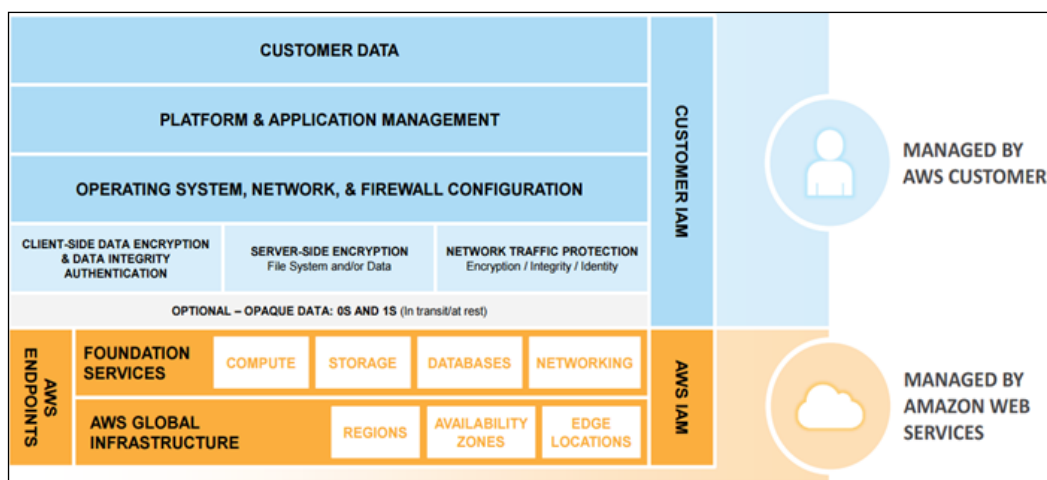 CUSTOMER DATA
PLATFORM & APPLICATION MANAGEMENT
OPERATING SYSTEM, NETWORK, & FIREWALL CONFIGURATION
CLIENT-SIDE DATA ENCRYPTION
& DATA INTEGRITY
AUTHENTICATION
SERVER-SIDE ENCRYPTION
File System and/or Data
NETWORK TRAFFIC PROTECTION
Encryption / Integrity / Identity
OPTIONAL – OPAQUE DATA: 0S AND 1S (In transit/at rest)
CUSTOMER IAM
MANAGED BY
AWS CUSTOMER
AWS
ENDPOINTS
FOUNDATION
SERVICES
COMPUTE
STORAGE
DATABASES
NETWORKING
AWS GLOBAL
INFRASTRUCTURE
REGIONS
AVAILABILITY
ZONES
EDGE
LOCATIONS
AWS IAM
MANAGED BY
AMAZON WEB
SERVICES